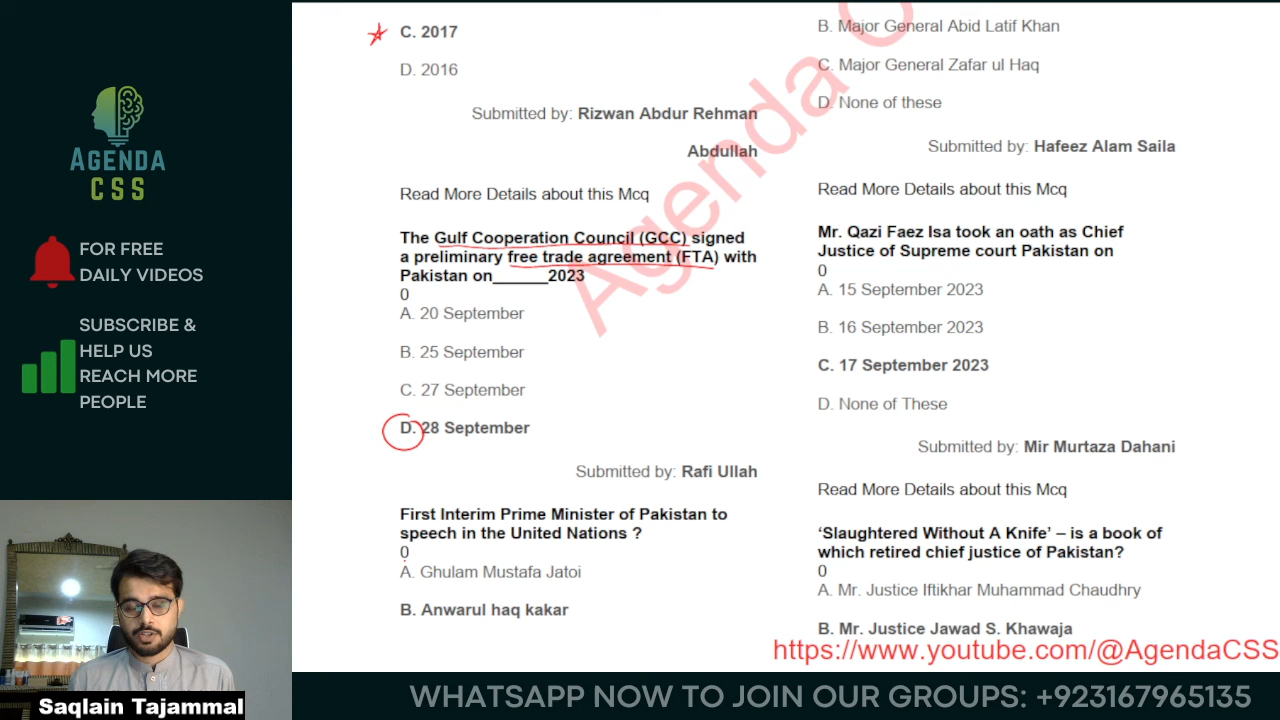 AGENDA
CSS
FOR FREE
DAILY VIDEOS
SUBSCRIBE &
HELP US
REACH MORE
PEOPLE
Saqlain Tajammal
C. 2017
D. 2016
Submitted by: Rizwan Abdur Rehman
Abdullah
Read More Details about this Mcq
The Gulf Cooperation Council (GCC) signed
a preliminary free trade agreement (FTA) with
Pakistan on______2023
0
A. 20 September
B. 25 September
C. 27 September
D. 28 September
Submitted by: Rafi Ullah
First Interim Prime Minister of Pakistan to
speech in the United Nations ?
0
A. Ghulam Mustafa Jatoi
B. Anwarul haq kakar
B. Major General Abid Latif Khan
C. Major General Zafar ul Haq
D. None of these
Submitted by: Hafeez Alam Saila
Read More Details about this Mcq
Mr. Qazi Faez Isa took an oath as Chief
Justice of Supreme court Pakistan on
0
A. 15 September 2023
B. 16 September 2023
C. 17 September 2023
D. None of These
Submitted by: Mir Murtaza Dahani
Read More Details about this Mcq
‘Slaughtered Without A Knife’ – is a book of
which retired chief justice of Pakistan?
0
A. Mr. Justice Iftikhar Muhammad Chaudhry
B. Mr. Justice Jawad S. Khawaja
Agenda
https://www.youtube.com/@AgendaCSS
WHATSAPP NOW TO JOIN OUR GROUPS: +923167965135